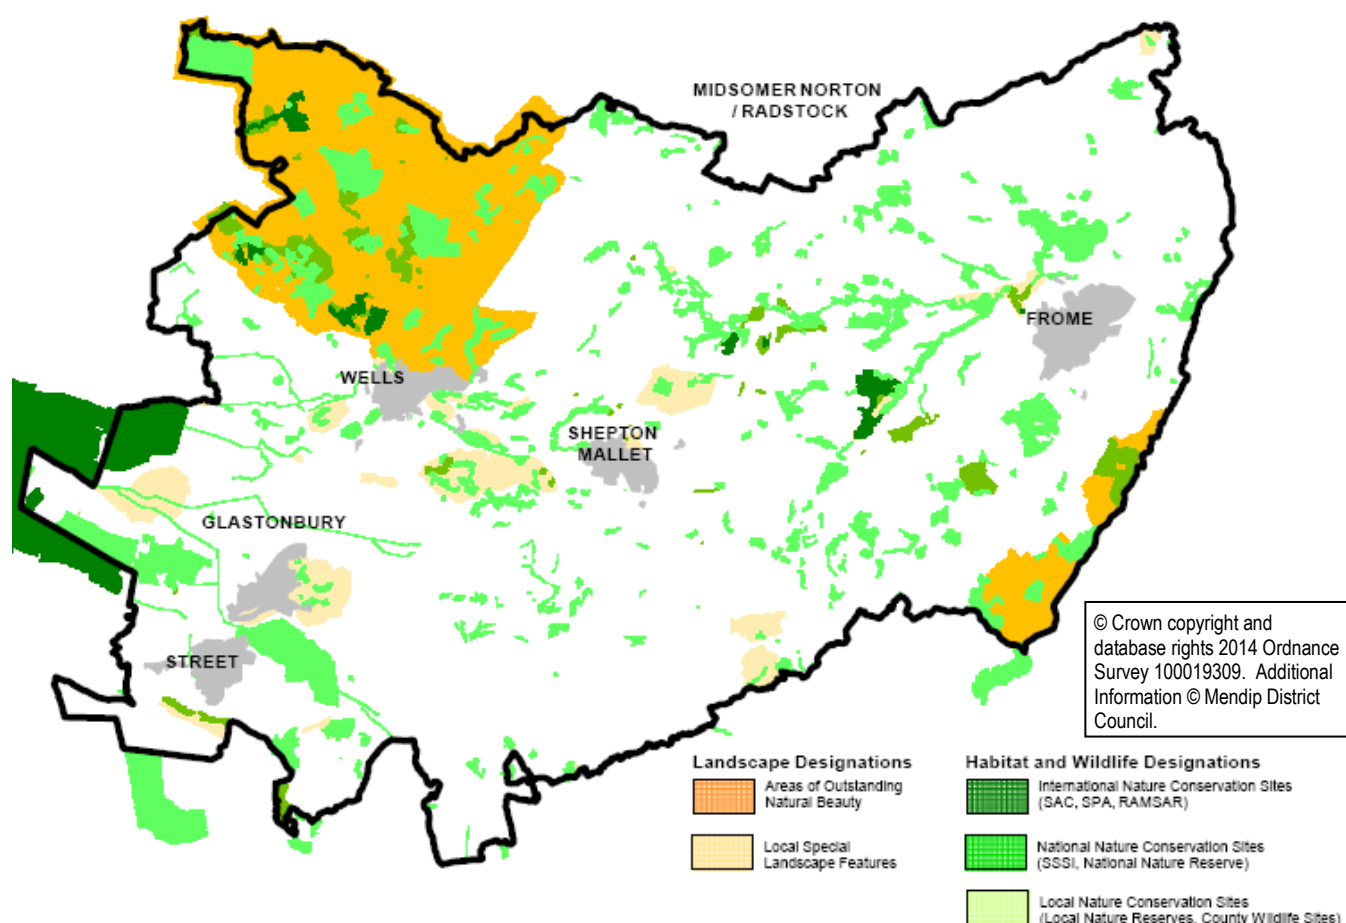 MIDSOMER NORTON
/ RADSTOCK
FROME
WELLS
SHEPTON
MALLET
GLASTONBURY
STREET
© Crown copyright and
database rights 2014 Ordnance
Survey 100019309.  Additional
Information © Mendip District
Council.
Landscape Designations
Areas of Outstanding
Natural Beauty
Local Special
Landscape Features
Habitat and Wildlife Designations
International Nature Conservation Sites
(SAC, SPA, RAMSAR)
National Nature Conservation Sites
(SSSI, National Nature Reserve)
Local Nature Conservation Sites
(Local Nature Reserves, County Wildlife Sites)